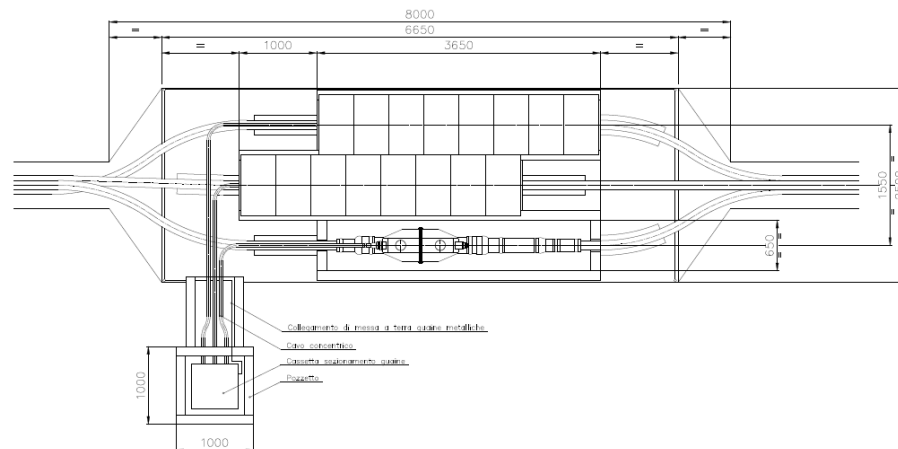 8000
= 6650 =
= 1000 3650 =
1550
=
=
650
Collegamento di messa a terra guaine metalliche
Cavo concentrico
Cassetta sezionamento guaine
Pozzetto
1000
1000